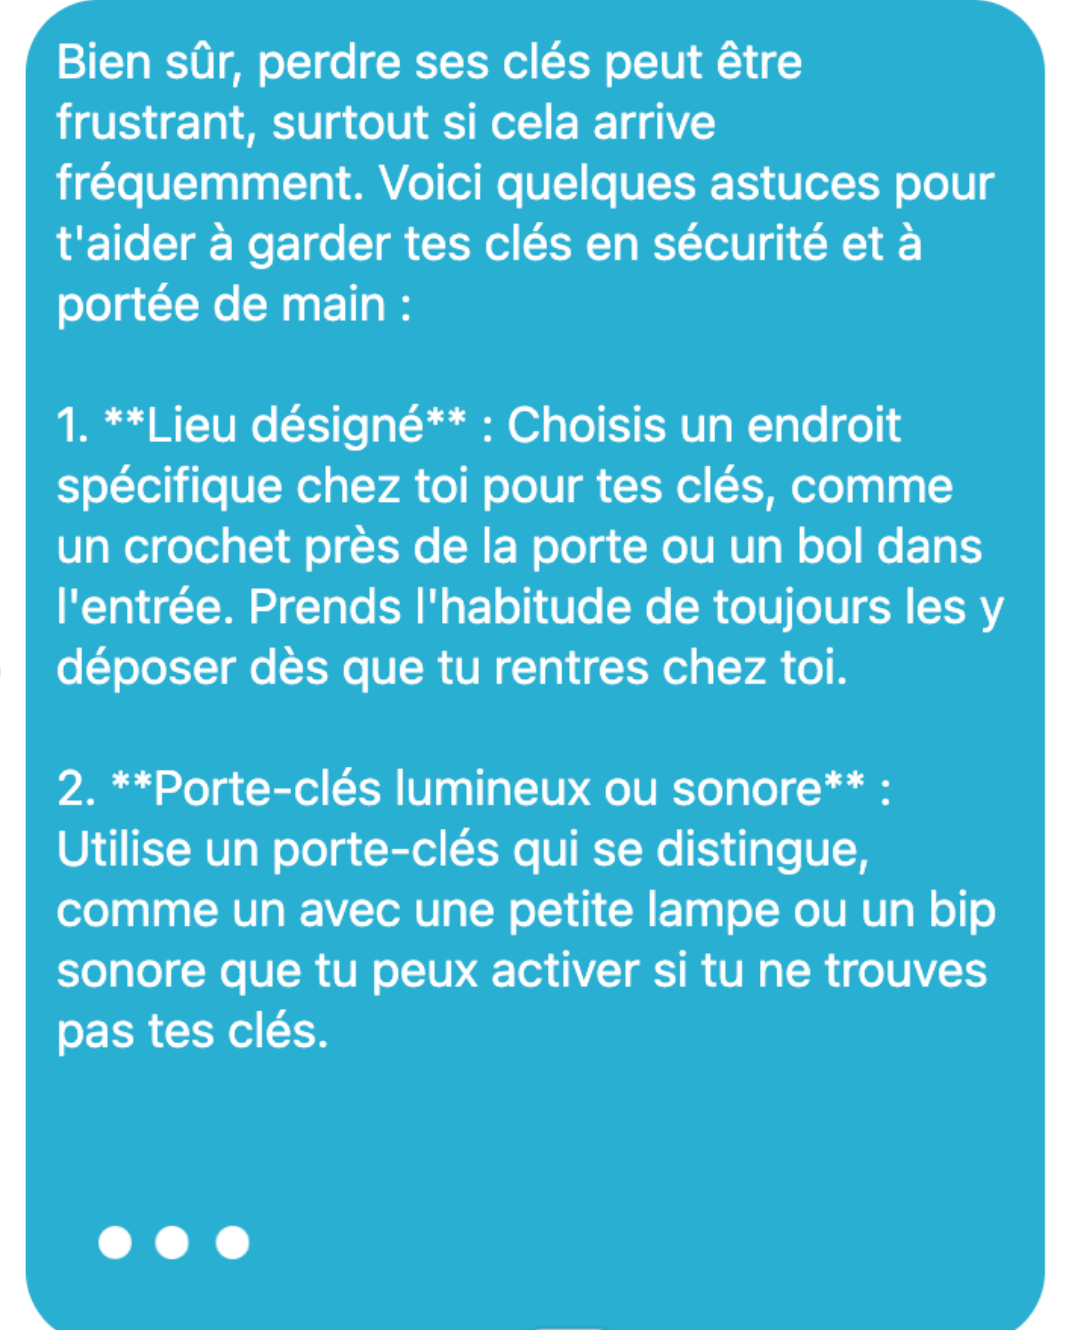 Bien sûr, perdre ses clés peut être
frustrant, surtout si cela arrive
fréquemment. Voici quelques astuces pour
t'aider à garder tes clés en sécurité et à
portée de main :
1. **Lieu désigné** : Choisis un endroit
spécifique chez toi pour tes clés, comme
un crochet près de la porte ou un bol dans
l'entrée. Prends l'habitude de toujours les y
déposer dès que tu rentres chez toi.
2. **Porte-clés lumineux ou sonore** :
Utilise un porte-clés qui se distingue,
comme un avec une petite lampe ou un bip
sonore que tu peux activer si tu ne trouves
pas tes clés.